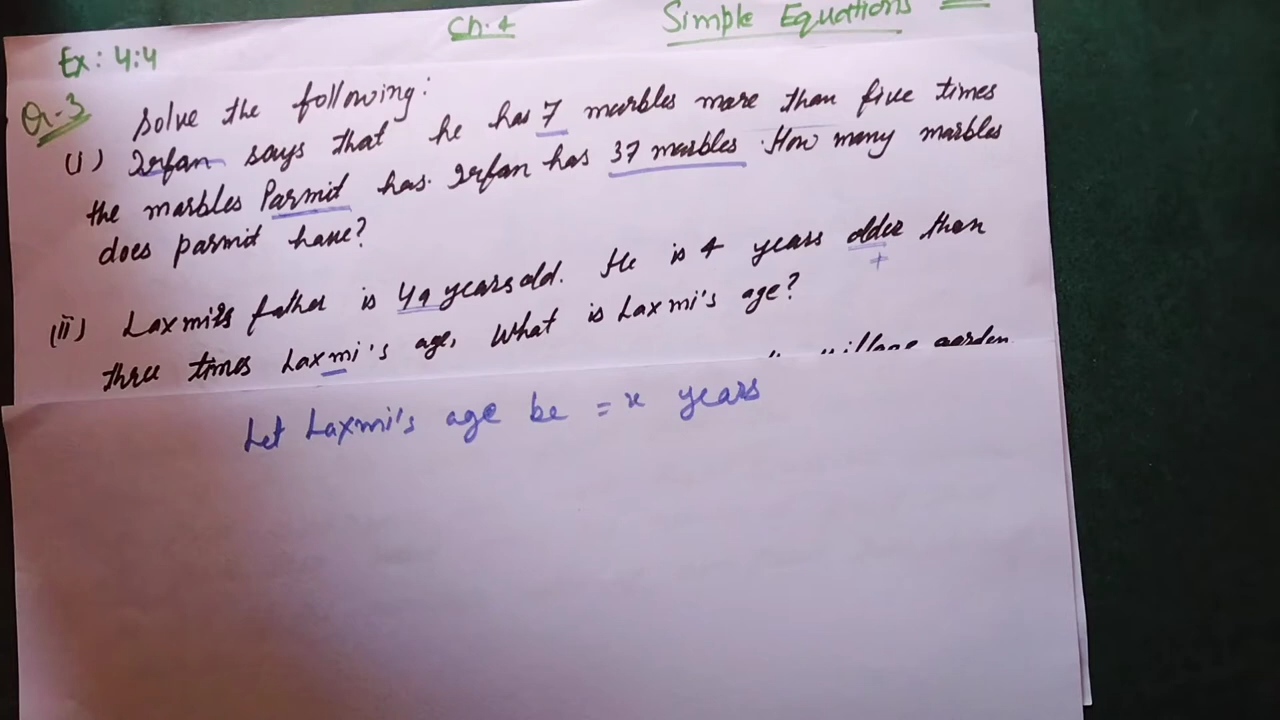 Ch.4 Simple Equations
Ex: 4:4
Q.3 Solve the following:
(i) Irfan says that he has 7 marbles more than five times
the marbles Parmit has. Irfan has 37 marbles. How many marbles
does parmit have?
(ii) Laxmi's father is 49 years old. He is 4 years older than
+
three times Laxmi's age. What is Laxmi's age?
Let Laxmi's age be = x years